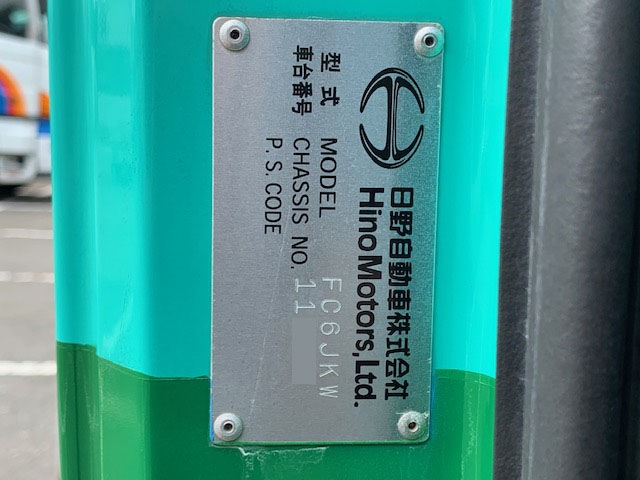 日野自動車株式会社
Hino Motors, Ltd.
型式 MODEL FC6JKW
車台番号 CHASSIS NO. 11
P.S.CODE